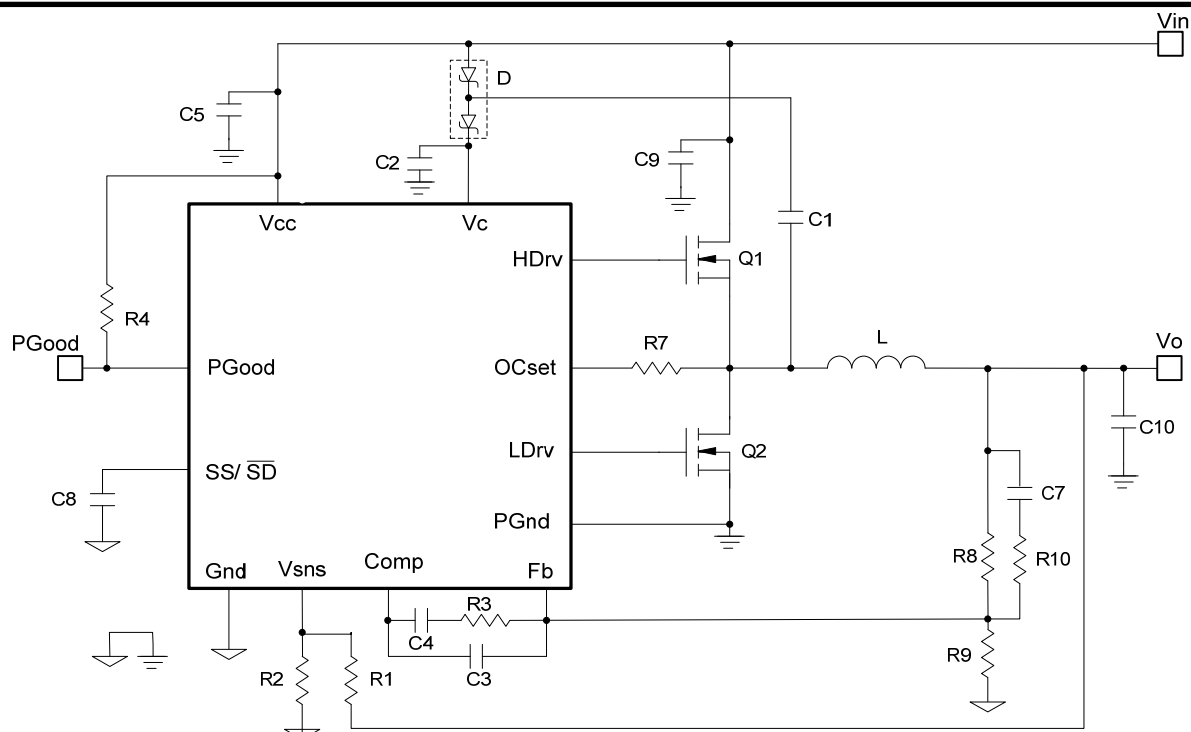 Vin
D
C5
C2
C9
Vcc
Vc
C1
HDrv
Q1
R4
PGood
R7
L
Vo
PGood
OCset
C10
LDrv
Q2
SS/ SD
C8
C7
PGnd
R8
R10
Gnd
Vsns
Comp
Fb
R3
C4
R9
R2
R1
C3